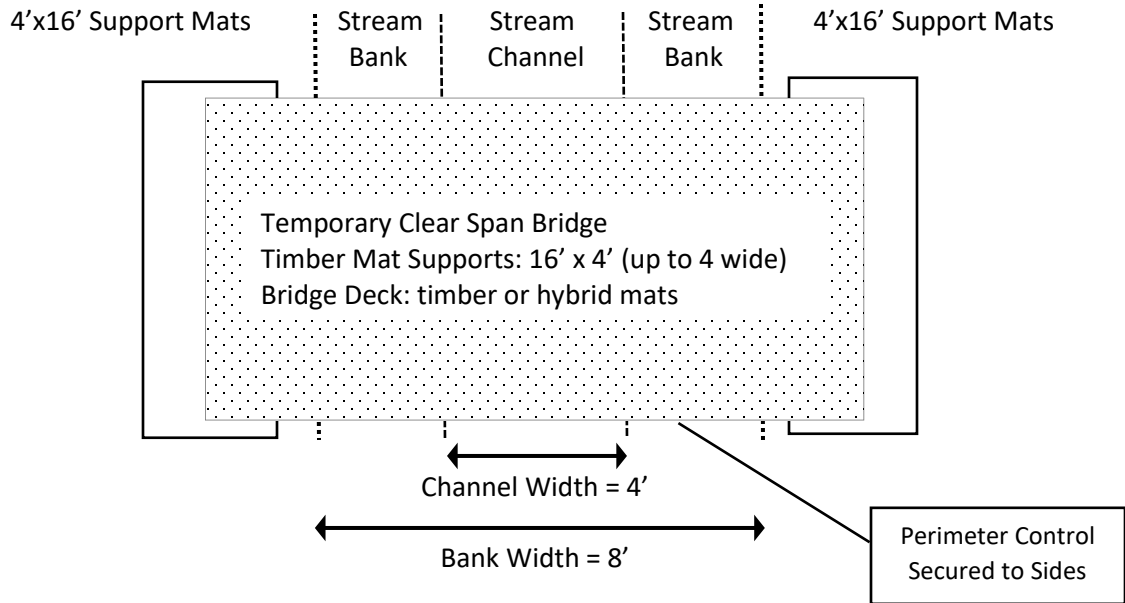 4’x16’ Support Mats
Stream
Bank
Stream
Channel
Stream
Bank
4’x16’ Support Mats
Temporary Clear Span Bridge
Timber Mat Supports: 16’ x 4’ (up to 4 wide)
Bridge Deck: timber or hybrid mats
Channel Width = 4’
Bank Width = 8’
Perimeter Control
Secured to Sides